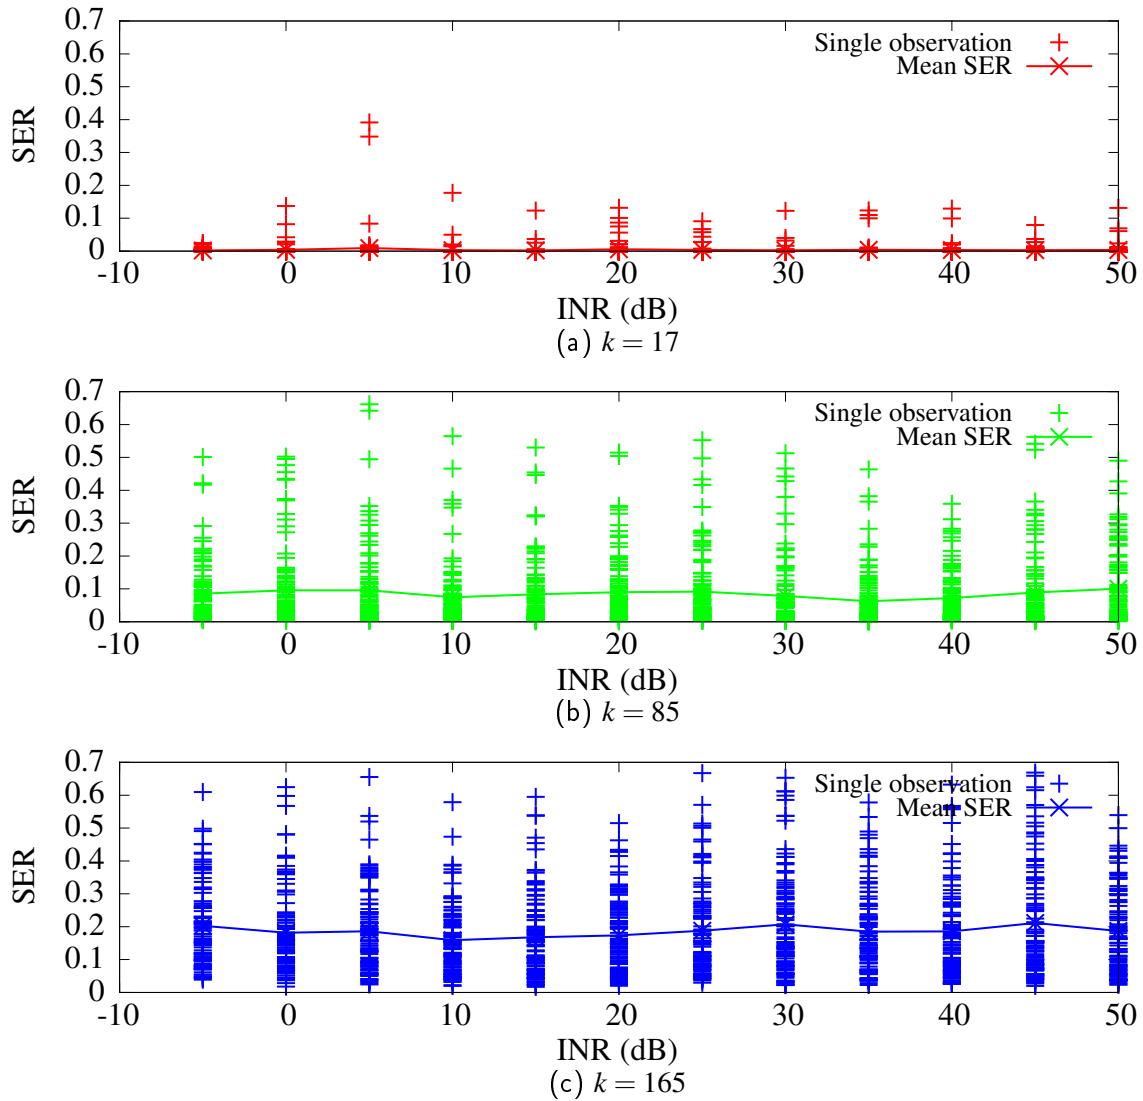 0.7
0.6
0.5
0.4
0.3
0.2
0.1
0
SER
Single observation
Mean SER
-10 0 10 20 30 40 50
INR (dB)
(a) k = 17
0.7
0.6
0.5
0.4
0.3
0.2
0.1
0
SER
Single observation
Mean SER
-10 0 10 20 30 40 50
INR (dB)
(b) k = 85
0.7
0.6
0.5
0.4
0.3
0.2
0.1
0
SER
Single observation
Mean SER
-10 0 10 20 30 40 50
INR (dB)
(c) k = 165